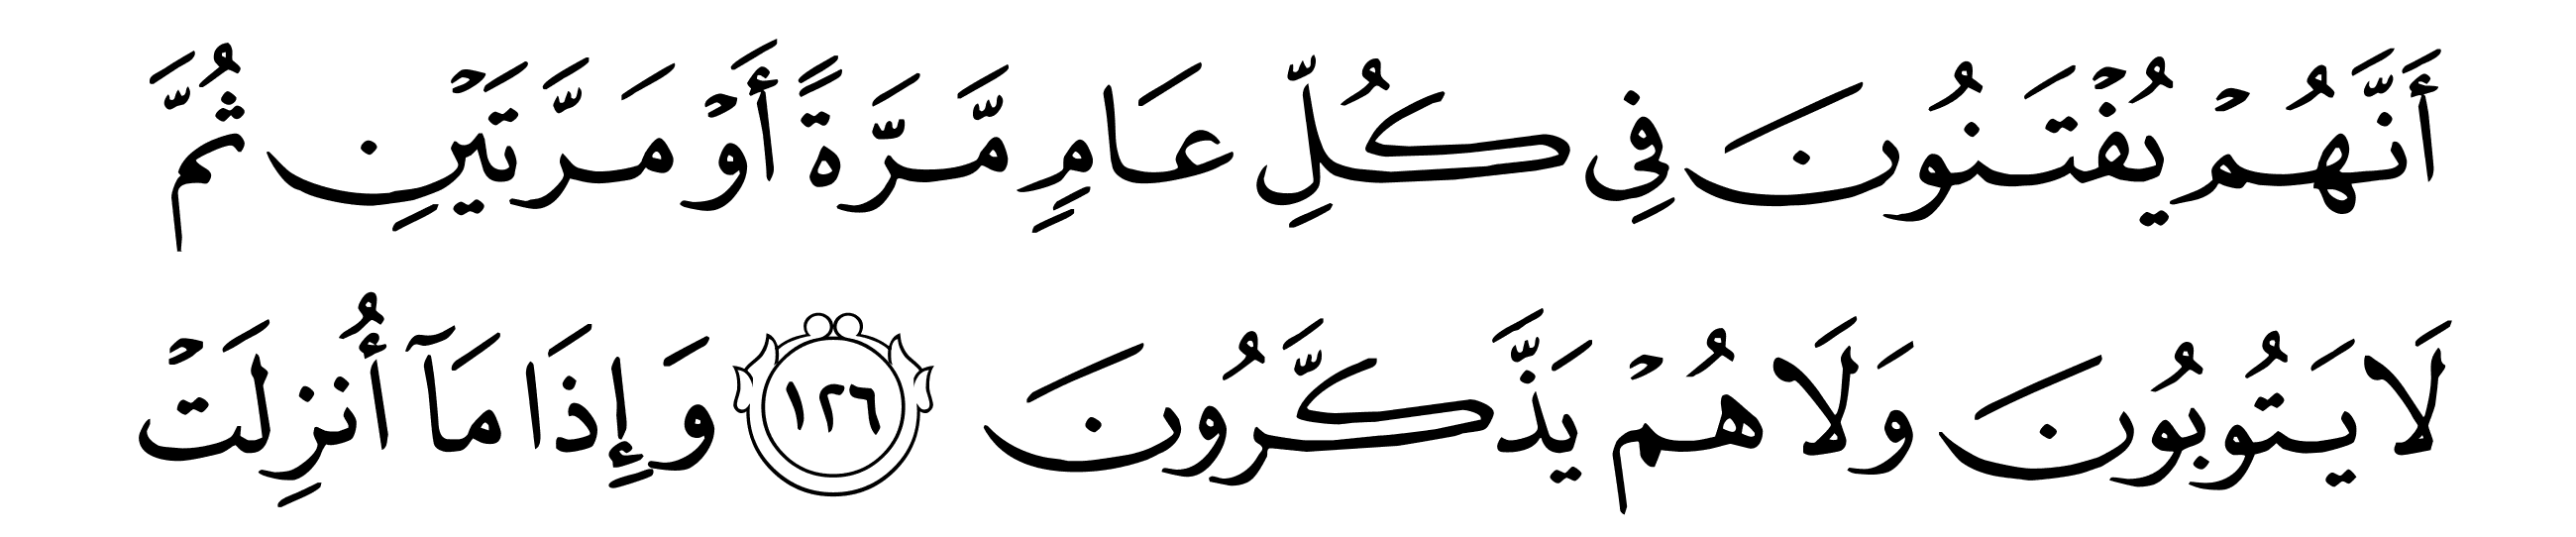 أَنَّهُمْ يُفْتَنُونَ فِي كُلِّ عَامٍ مَّرَّةً أَوْ مَرَّتَيْنِ ثُمَّ
لَا يَتُوبُونَ وَلَا هُمْ يَذَّكَّرُونَ ١٢٦ وَإِذَا مَآ أُنزِلَتْ